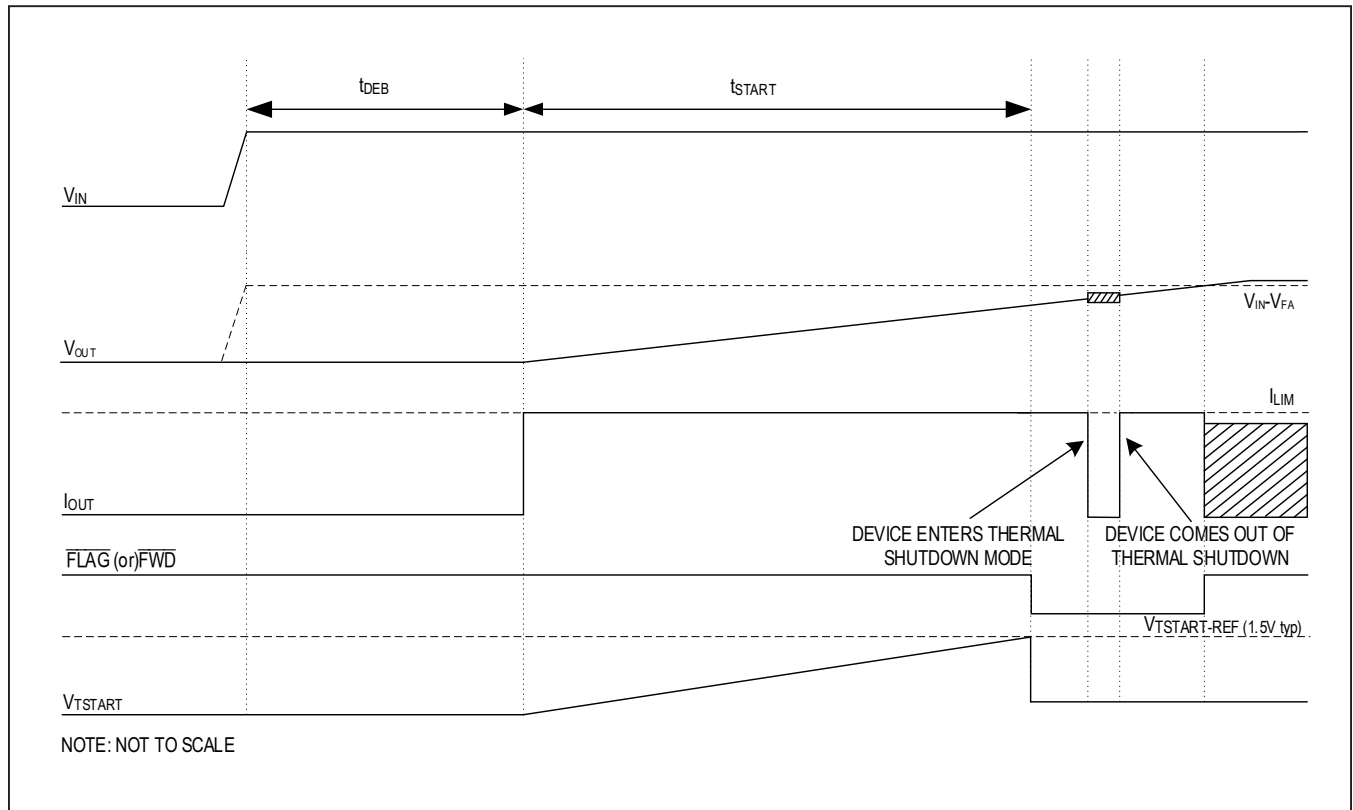 tDEB
tSTART
VIN
VIN-VFA
VOUT
ILIM
IOUT
DEVICE ENTERS THERMAL
SHUTDOWN MODE
DEVICE COMES OUT OF
THERMAL SHUTDOWN
FLAG (or)FWD
VTSTART-REF (1.5V typ)
VTSTART
NOTE: NOT TO SCALE